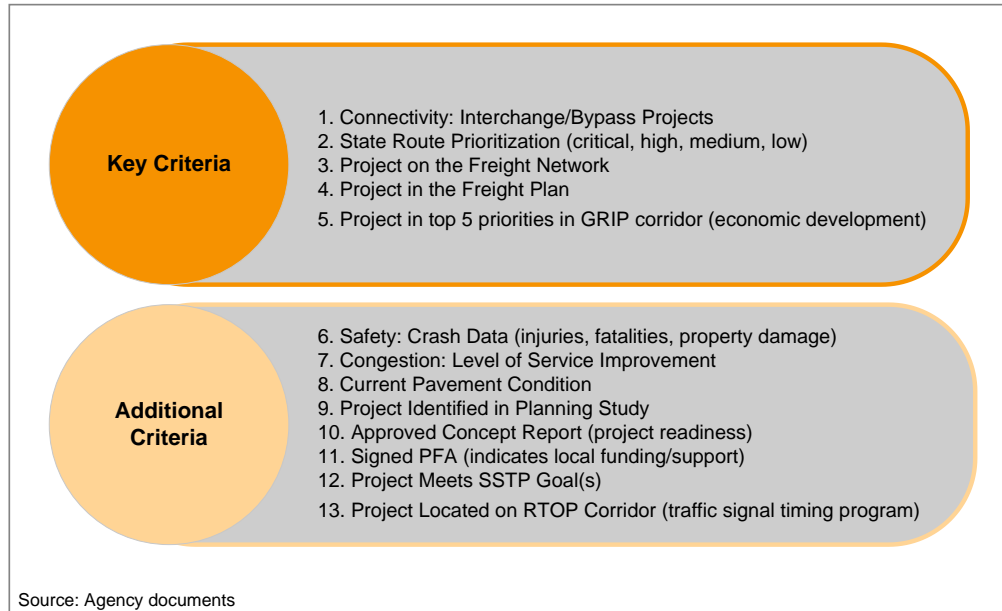 Key Criteria
1. Connectivity: Interchange/Bypass Projects
2. State Route Prioritization (critical, high, medium, low)
3. Project on the Freight Network
4. Project in the Freight Plan
5. Project in top 5 priorities in GRIP corridor (economic development)
Additional
Criteria
6. Safety: Crash Data (injuries, fatalities, property damage)
7. Congestion: Level of Service Improvement
8. Current Pavement Condition
9. Project Identified in Planning Study
10. Approved Concept Report (project readiness)
11. Signed PFA (indicates local funding/support)
12. Project Meets SSTP Goal(s)
13. Project Located on RTOP Corridor (traffic signal timing program)
Source: Agency documents